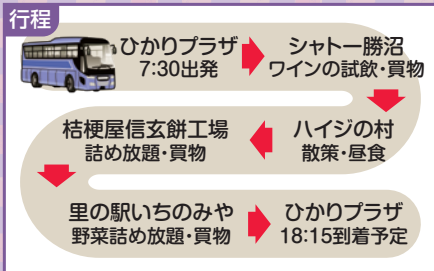 行程
ひかりプラザ
7:30出発
シャトー勝沼
ワインの試飲・買物
ハイジの村
散策・昼食
桔梗屋信玄餅工場
詰め放題・買物
里の駅いちのみや
野菜詰め放題・買物
ひかりプラザ
18:15到着予定